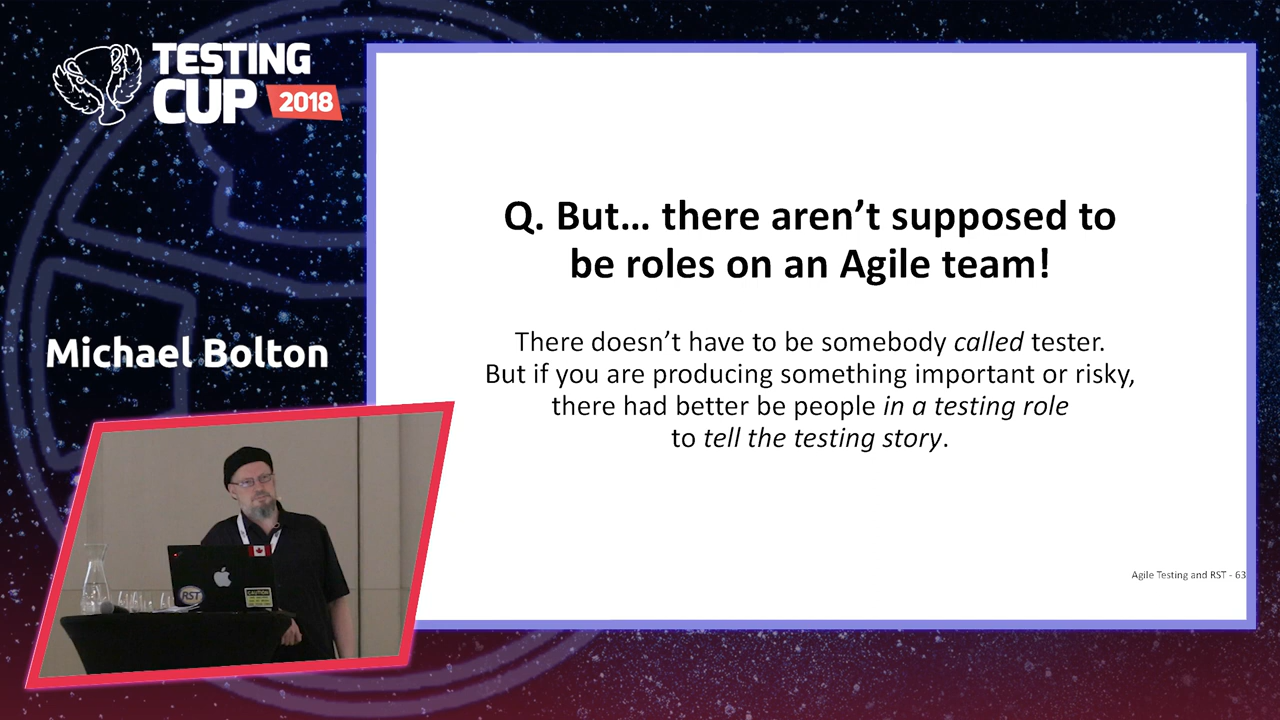 TESTING
CUP
2018
Q. But... there aren't supposed to
be roles on an Agile team!
There doesn't have to be somebody called tester.
But if you are producing something important or risky,
there had better be people in a testing role
to tell the testing story.
Michael Bolton
RST
CAUTION
Agile Testing and RST - 63